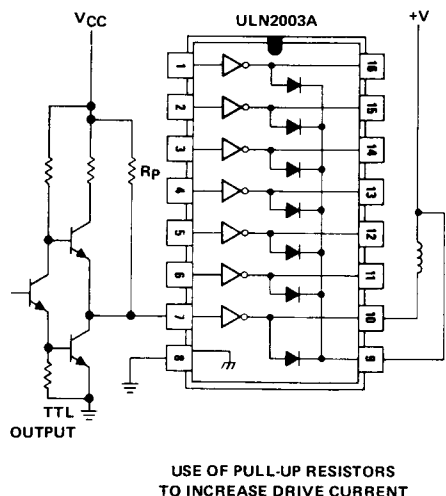 ULN2003A
+V
VCC
RP
1
2
3
4
5
6
7
8
16
15
14
13
12
11
10
9
TTL
OUTPUT
USE OF PULL-UP RESISTORS
TO INCREASE DRIVE CURRENT